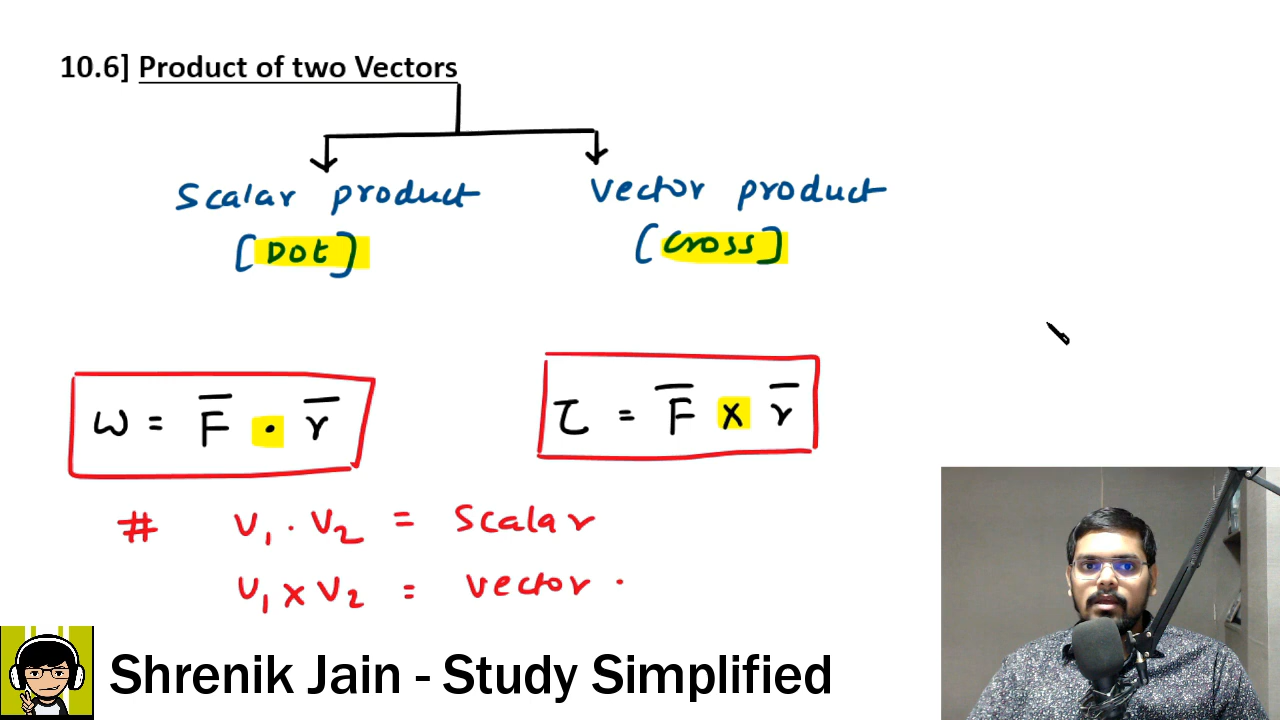 10.6] Product of two Vectors
Scalar product
[Dot]
Vector product
[Cross]
W = F̅ · r̅
τ = F̅ × r̅
# V₁ . V₂ = Scalar
V₁ × V₂ = Vector .
Shrenik Jain - Study Simplified